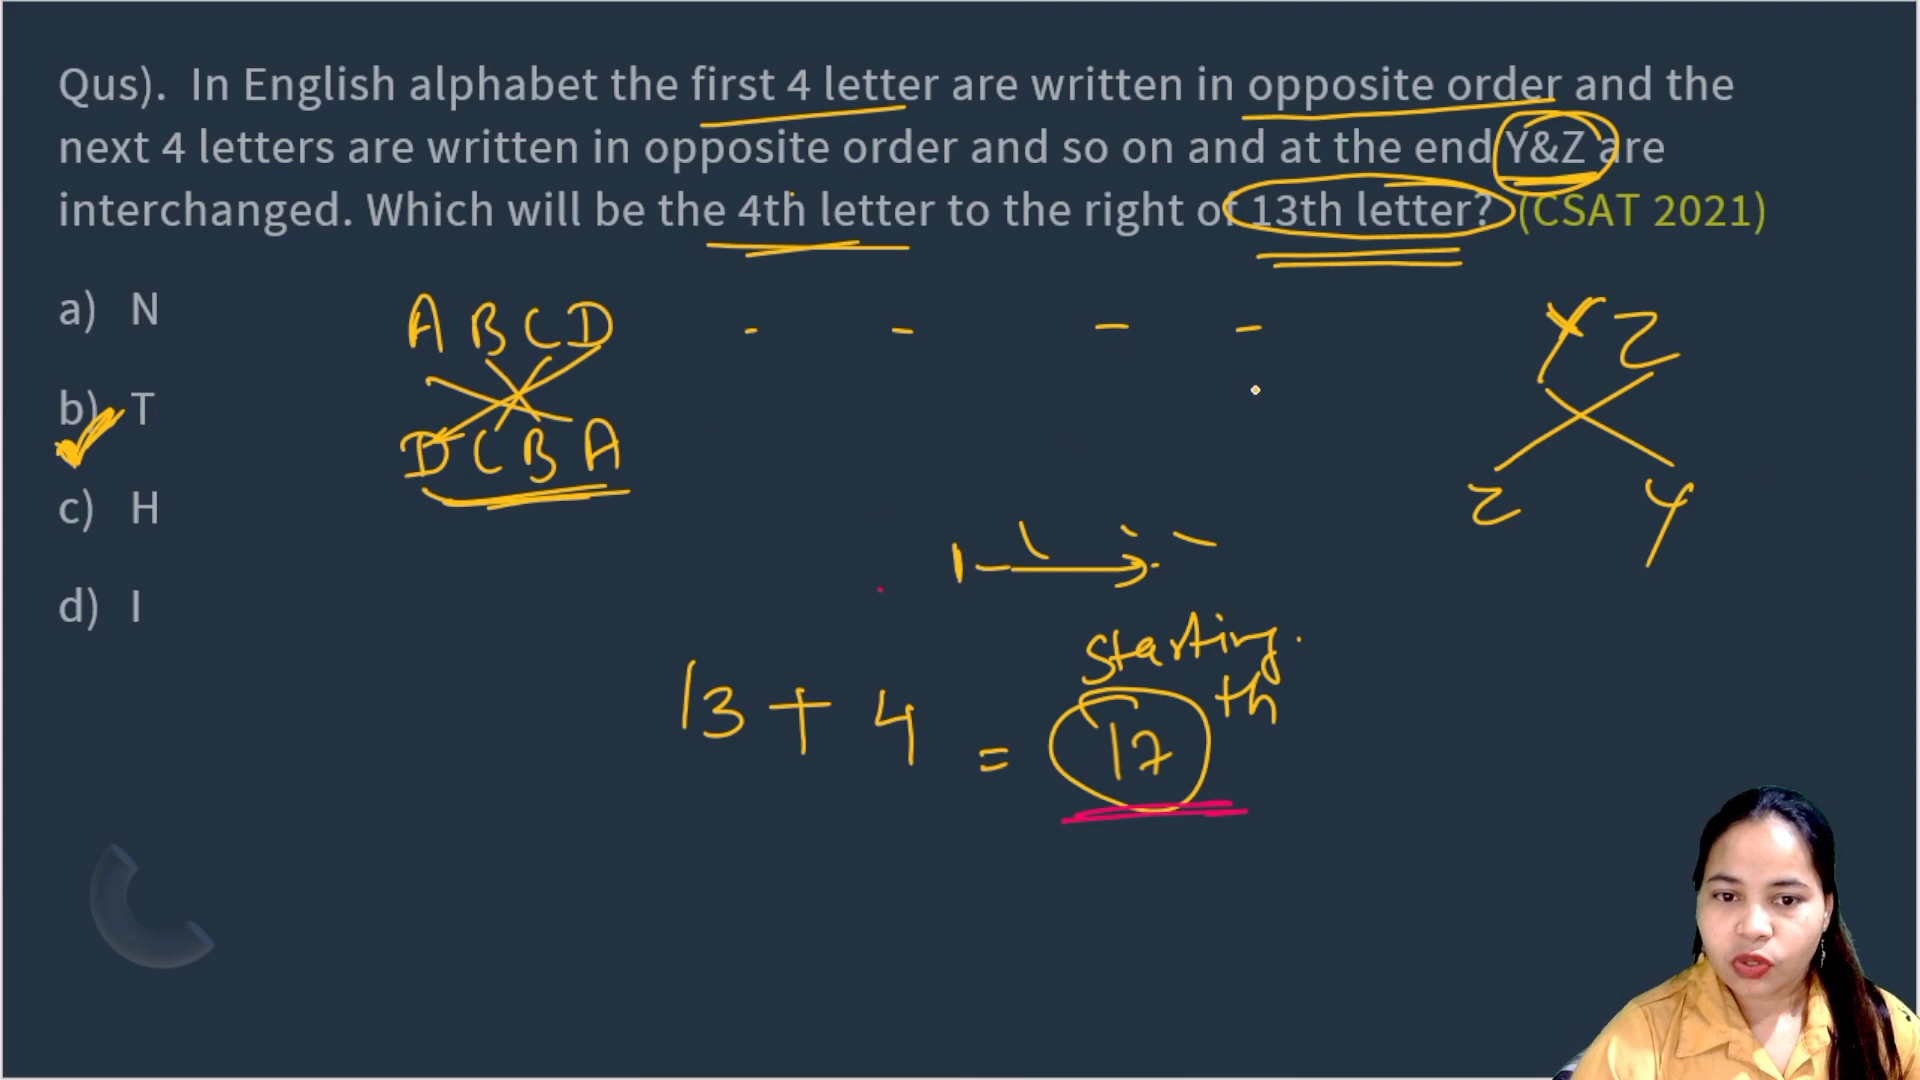 Qus). In English alphabet the first 4 letter are written in opposite order and the
next 4 letters are written in opposite order and so on and at the end Y&Z are
interchanged. Which will be the 4th letter to the right of 13th letter? (CSAT 2021)
a) N
b) T
c) H
d) I
A B C D - - - - Y Z
D C B A
Z Y
Starting.
13 + 4 = 17 th